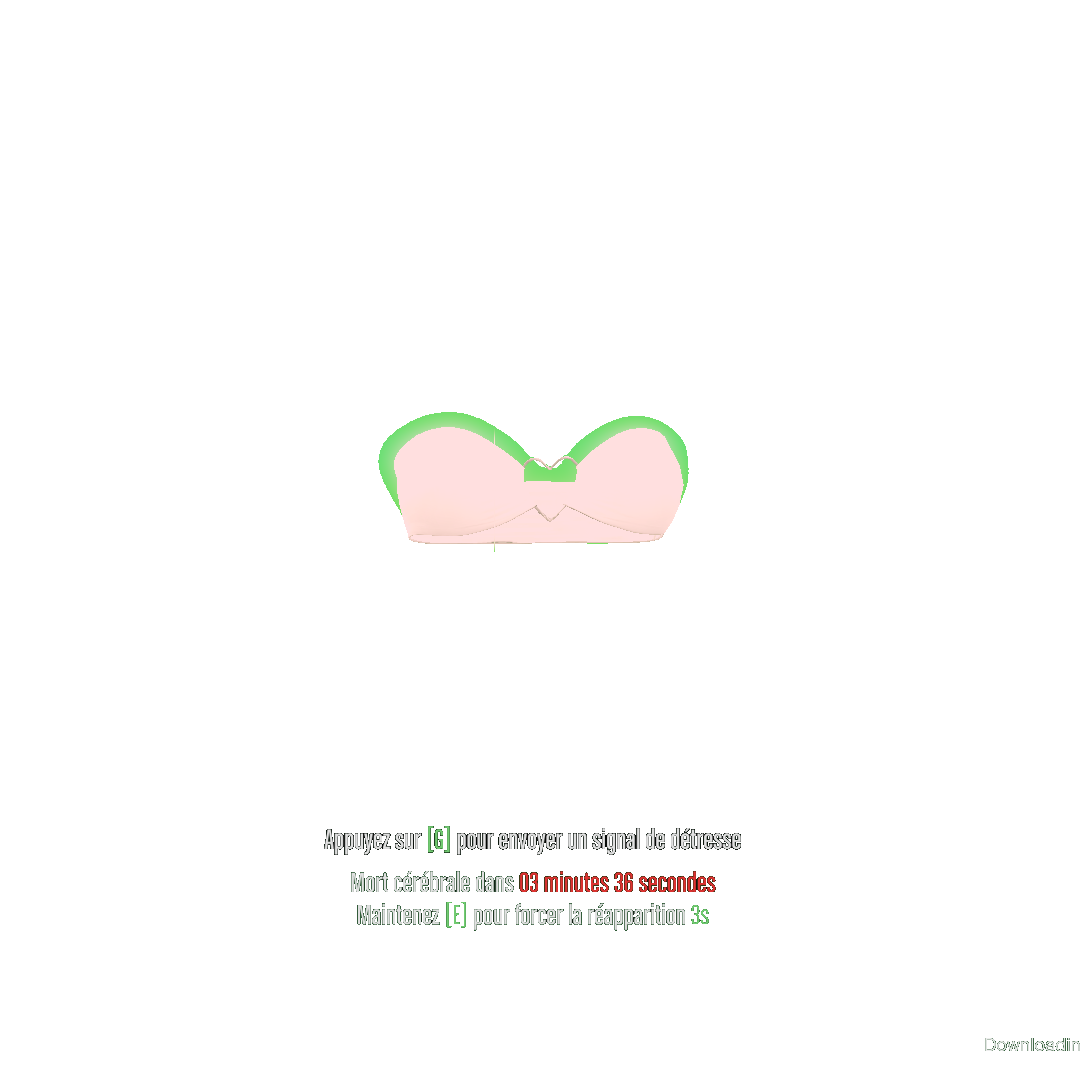 Appuyez sur [G] pour envoyer un signal de détresse
Mort cérébrale dans 03 minutes 36 secondes
Maintenez [E] pour forcer la réapparition 3s